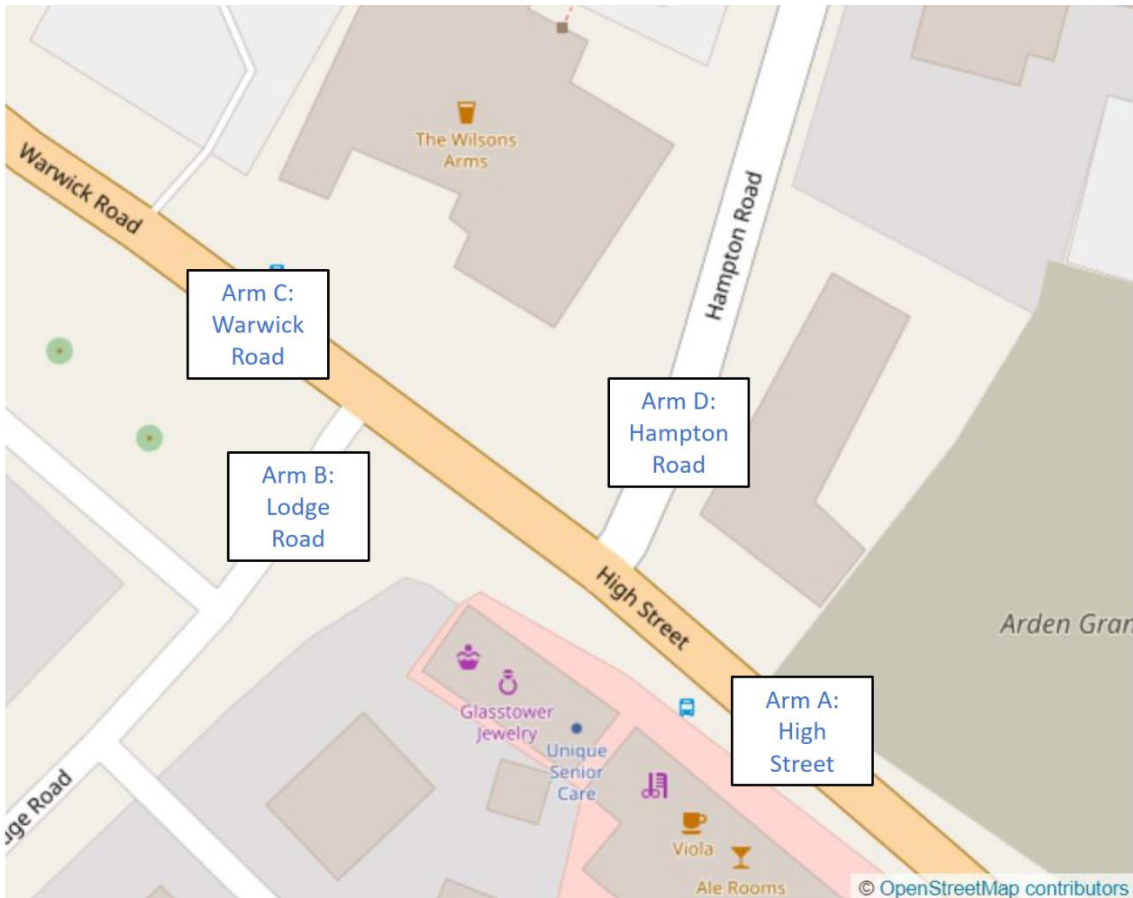 The Wilsons
Arms
Warwick Road
Hampton Road
Arm C:
Warwick
Road
Arm D:
Hampton
Road
Arm B:
Lodge
Road
High Street
Arden Gran
Glasstower
Jewelry
Unique
Senior
Care
Arm A:
High
Street
dge Road
Viola
Ale Rooms
© OpenStreetMap contributors